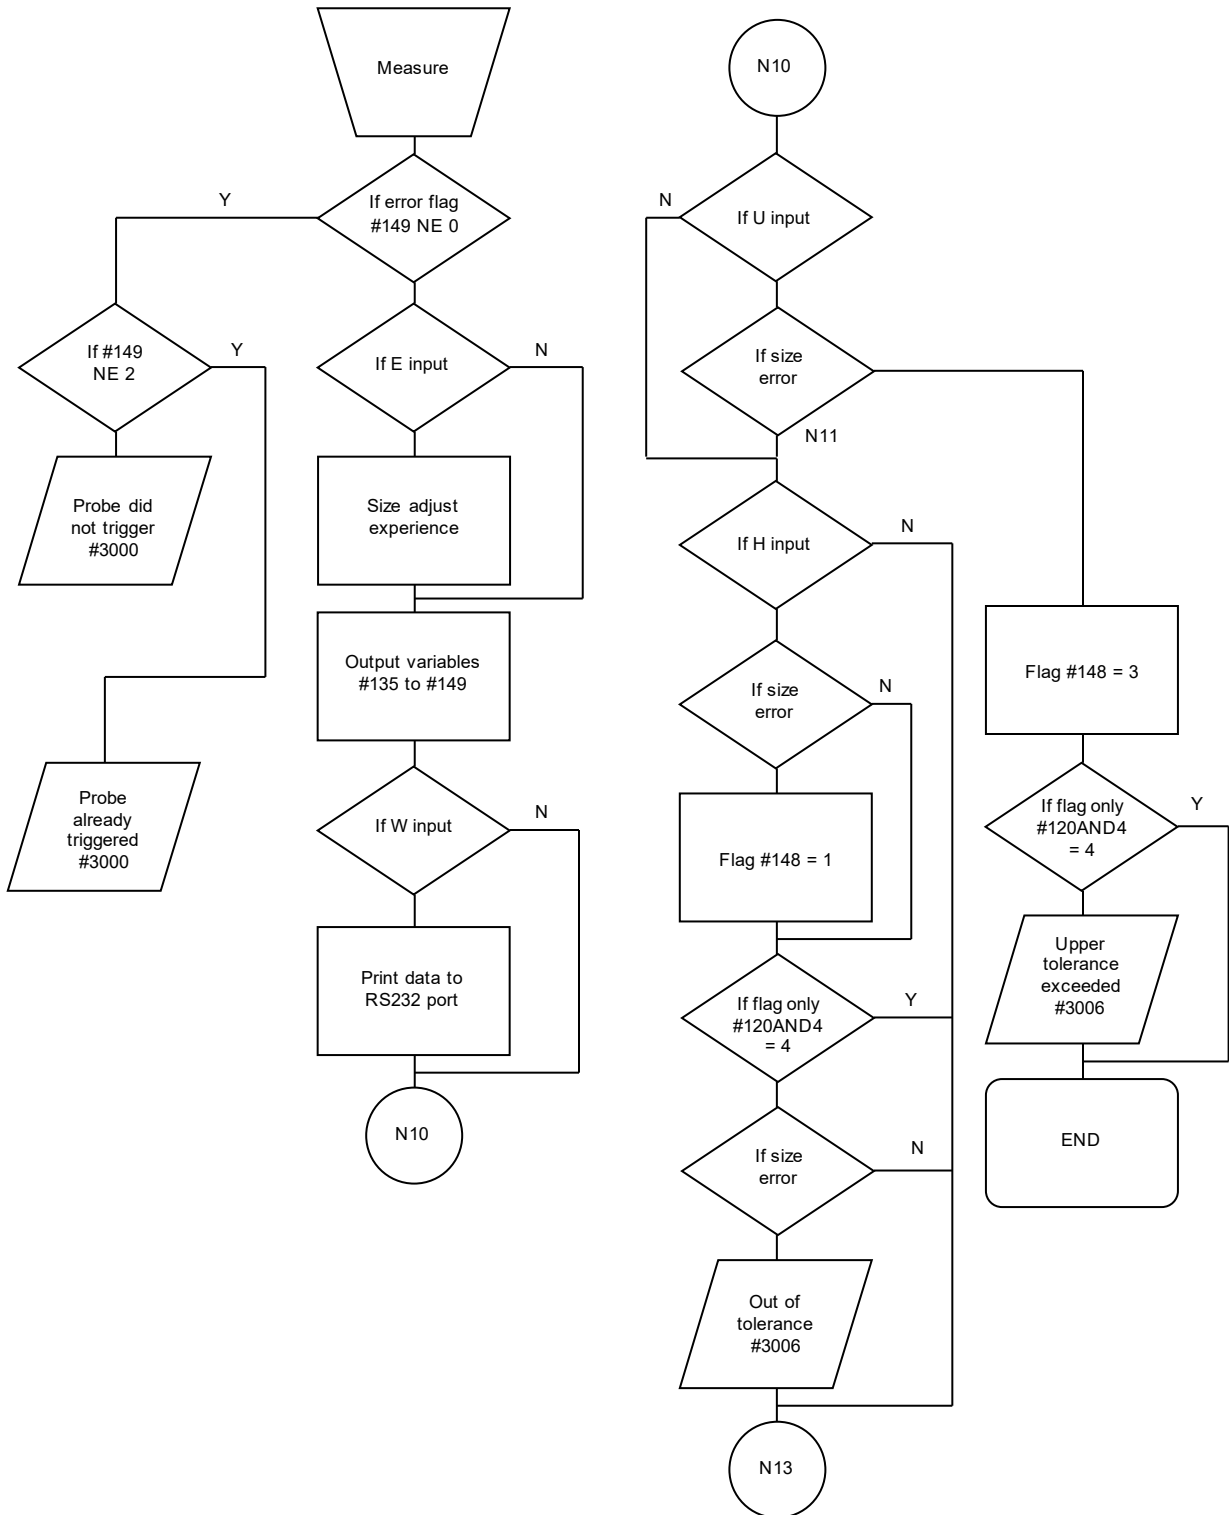 Measure
Y
If error flag
#149 NE 0
If #149
NE 2
Y
If E input
N
Probe did
not trigger
#3000
Size adjust
experience
Output variables
#135 to #149
Probe
already
triggered
#3000
If W input
N
Print data to
RS232 port
N10
N10
N
If U input
If size
error
N11
If H input
N
If size
error
N
Flag #148 = 1
If flag only
#120AND4
= 4
Y
If size
error
N
Out of
tolerance
#3006
N13
Flag #148 = 3
If flag only
#120AND4
= 4
Y
Upper
tolerance
exceeded
#3006
END